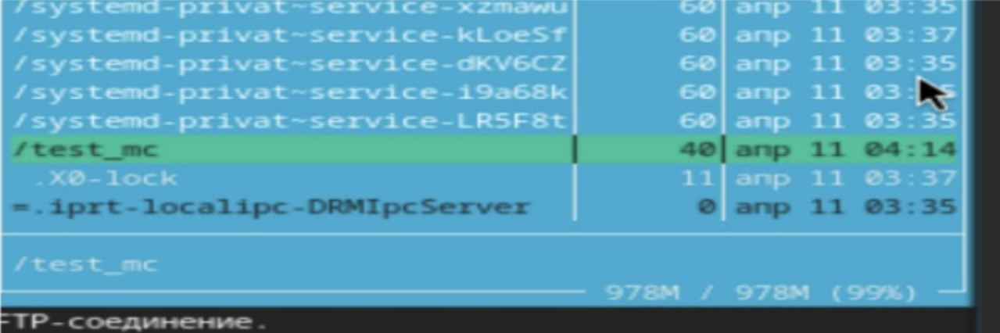 /systemd-privat~service-xzmawu 60 апр 11 03:35
/systemd-privat~service-kLoeSf 60 апр 11 03:37
/systemd-privat~service-dKV6CZ 60 апр 11 03:35
/systemd-privat~service-i9a68k 60 апр 11 03:35
/systemd-privat~service-LR5F8t 60 апр 11 03:35
/test_mc 40 апр 11 04:14
.X0-lock 11 апр 11 03:37
=.iprt-localipc-DRMIpcServer 0 апр 11 03:35
/test_mc
978M / 978M (99%)
FTP-соединение.